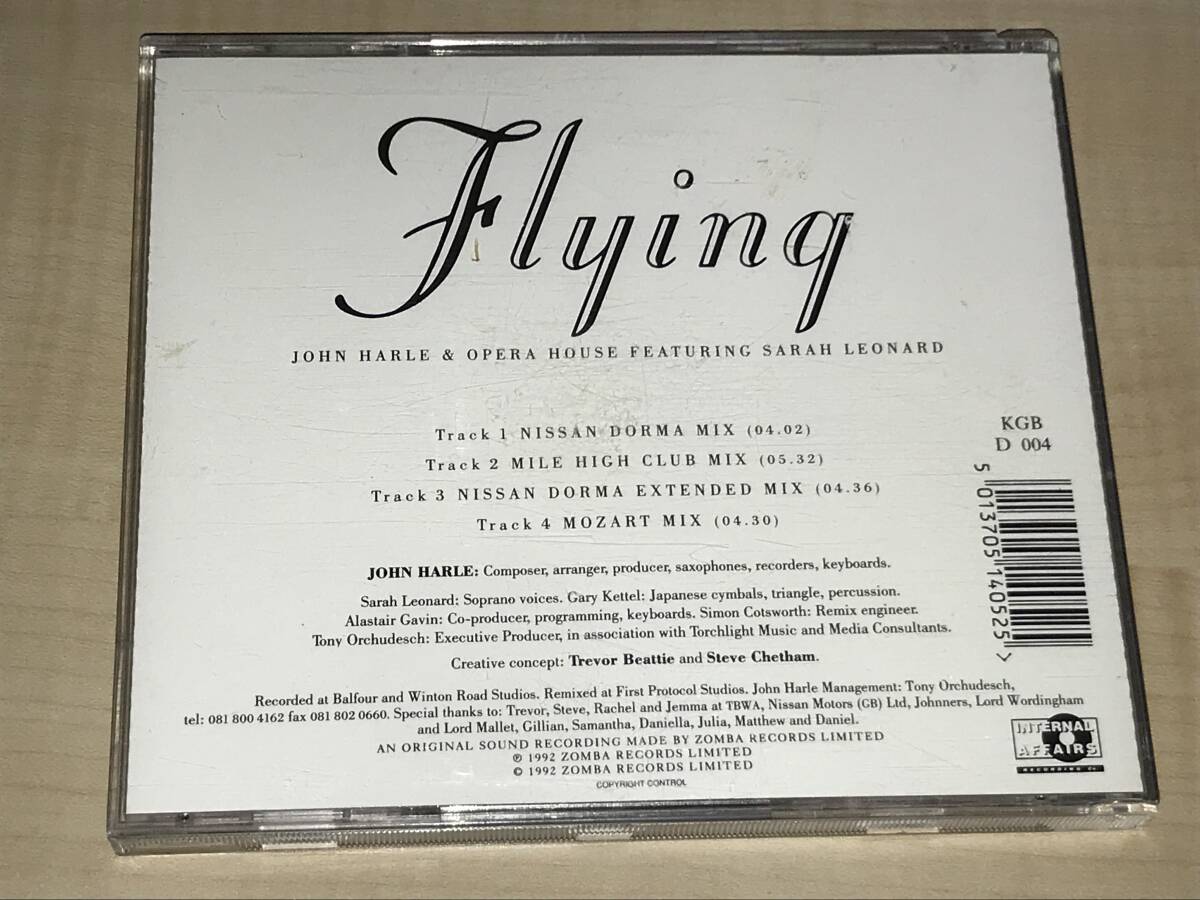 Flying
JOHN HARLE & OPERA HOUSE FEATURING SARAH LEONARD
Track 1 NISSAN DORMA MIX (04.02)
Track 2 MILE HIGH CLUB MIX (05.32)
Track 3 NISSAN DORMA EXTENDED MIX (04.36)
Track 4 MOZART MIX (04.30)
KGB
D 004
5 013705 140525 >
JOHN HARLE: Composer, arranger, producer, saxophones, recorders, keyboards.
Sarah Leonard: Soprano voices. Gary Kettel: Japanese cymbals, triangle, percussion.
Alastair Gavin: Co-producer, programming, keyboards. Simon Cotsworth: Remix engineer.
Tony Orchudesch: Executive Producer, in association with Torchlight Music and Media Consultants.
Creative concept: Trevor Beattie and Steve Chetham.
Recorded at Balfour and Winton Road Studios. Remixed at First Protocol Studios. John Harle Management: Tony Orchudesch,
tel: 081 800 4162 fax 081 802 0660. Special thanks to: Trevor, Steve, Rachel and Jemma at TBWA, Nissan Motors (GB) Ltd, Johnners, Lord Wordingham
and Lord Mallet, Gillian, Samantha, Daniella, Julia, Matthew and Daniel.
AN ORIGINAL SOUND RECORDING MADE BY ZOMBA RECORDS LIMITED
℗ 1992 ZOMBA RECORDS LIMITED
© 1992 ZOMBA RECORDS LIMITED
COPYRIGHT CONTROL
INTERNAL
AFFAIRS
RECORDING Co.